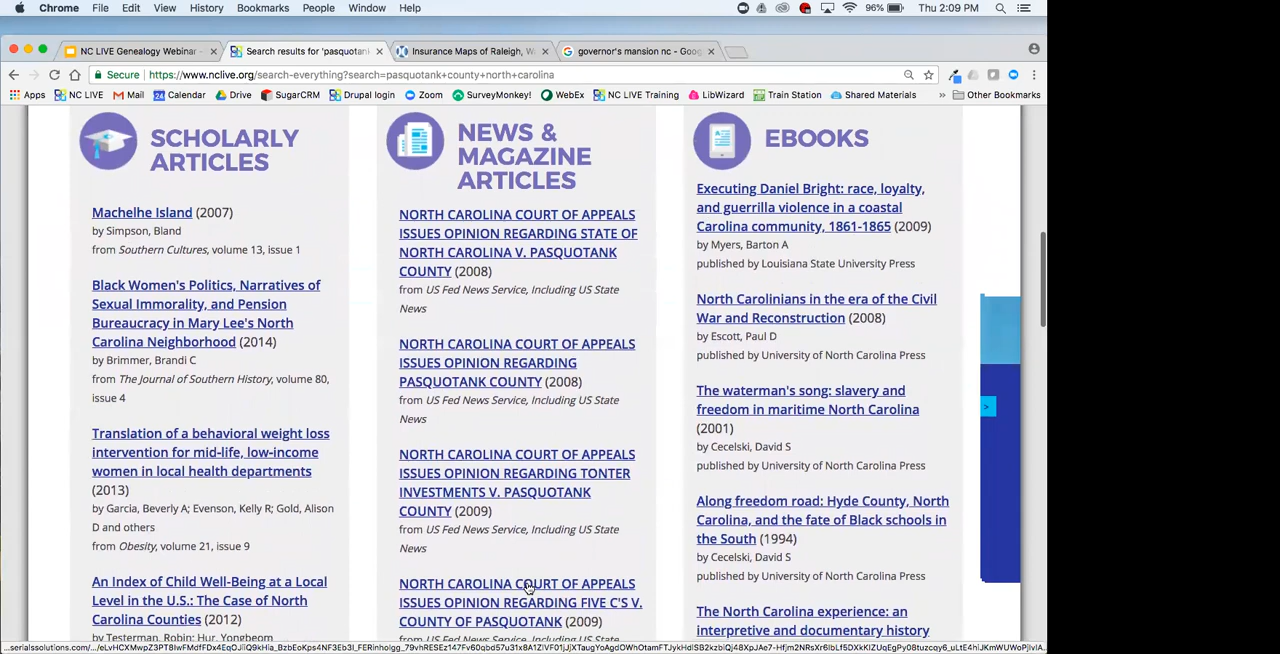 Chrome File Edit View History Bookmarks People Window Help 96% Thu 2:09 PM
NC LIVE Genealogy Webinar - Search results for 'pasquotank Insurance Maps of Raleigh, Wa governor's mansion nc - Goog
Secure https://www.nclive.org/search-everything?search=pasquotank+county+north+carolina
Apps NC LIVE Mail Calendar Drive SugarCRM Drupal login Zoom SurveyMonkey! WebEx NC LIVE Training LibWizard Train Station Shared Materials » Other Bookmarks
SCHOLARLY
ARTICLES
Machelhe Island (2007)
by Simpson, Bland
from Southern Cultures, volume 13, issue 1
Black Women's Politics, Narratives of
Sexual Immorality, and Pension
Bureaucracy in Mary Lee's North
Carolina Neighborhood (2014)
by Brimmer, Brandi C
from The Journal of Southern History, volume 80,
issue 4
Translation of a behavioral weight loss
intervention for mid-life, low-income
women in local health departments
(2013)
by Garcia, Beverly A; Evenson, Kelly R; Gold, Alison
D and others
from Obesity, volume 21, issue 9
An Index of Child Well-Being at a Local
Level in the U.S.: The Case of North
Carolina Counties (2012)
by Testerman, Robin; Hur, Yongbeom
NEWS &
MAGAZINE
ARTICLES
NORTH CAROLINA COURT OF APPEALS
ISSUES OPINION REGARDING STATE OF
NORTH CAROLINA V. PASQUOTANK
COUNTY (2008)
from US Fed News Service, Including US State
News
NORTH CAROLINA COURT OF APPEALS
ISSUES OPINION REGARDING
PASQUOTANK COUNTY (2008)
from US Fed News Service, Including US State
News
NORTH CAROLINA COURT OF APPEALS
ISSUES OPINION REGARDING TONTER
INVESTMENTS V. PASQUOTANK
COUNTY (2009)
from US Fed News Service, Including US State
News
NORTH CAROLINA COURT OF APPEALS
ISSUES OPINION REGARDING FIVE C'S V.
COUNTY OF PASQUOTANK (2009)
from US Fed News Service, Including US State
EBOOKS
Executing Daniel Bright: race, loyalty,
and guerrilla violence in a coastal
Carolina community, 1861-1865 (2009)
by Myers, Barton A
published by Louisiana State University Press
North Carolinians in the era of the Civil
War and Reconstruction (2008)
by Escott, Paul D
published by University of North Carolina Press
The waterman's song: slavery and
freedom in maritime North Carolina
(2001)
by Cecelski, David S
published by University of North Carolina Press
Along freedom road: Hyde County, North
Carolina, and the fate of Black schools in
the South (1994)
by Cecelski, David S
published by University of North Carolina Press
The North Carolina experience: an
interpretive and documentary history
>